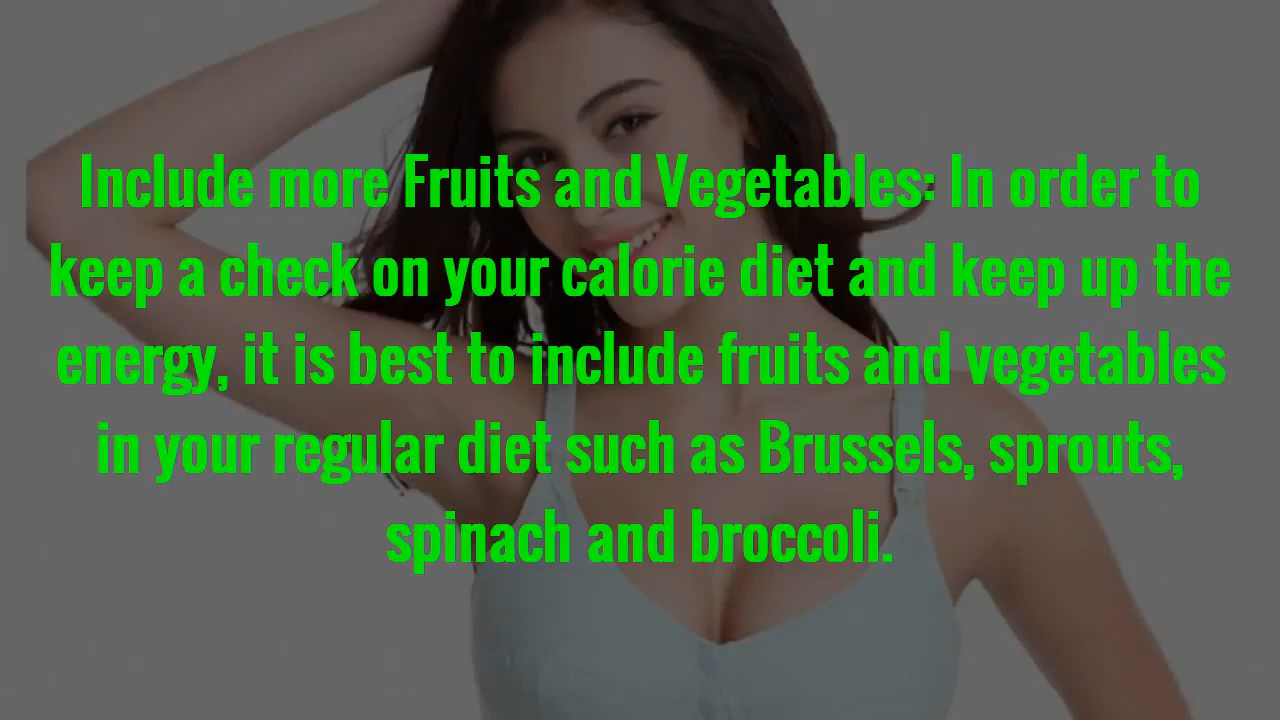 Include more Fruits and Vegetables: In order to
keep a check on your calorie diet and keep up the
energy, it is best to include fruits and vegetables
in your regular diet such as Brussels, sprouts,
spinach and broccoli.